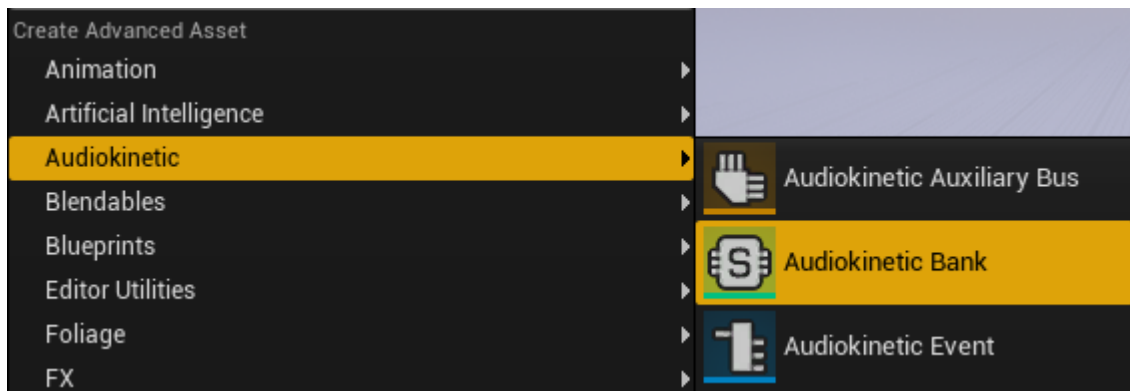 Create Advanced Asset
Animation
Artificial Intelligence
Audiokinetic
Blendables
Blueprints
Editor Utilities
Foliage
FX
Audiokinetic Auxiliary Bus
S
Audiokinetic Bank
Audiokinetic Event